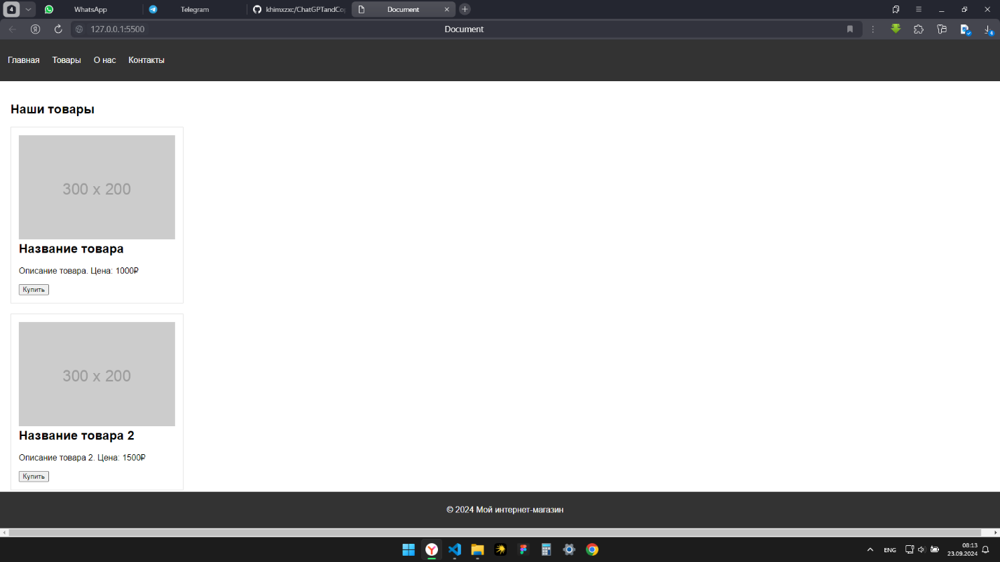 4
WhatsApp
Telegram
khimxzxc/ChatGPTandCop
Document
127.0.0.1:5500
Document
4
Главная
Товары
О нас
Контакты
Наши товары
300 x 200
Название товара
Описание товара. Цена: 1000₽
Купить
300 x 200
Название товара 2
Описание товара 2. Цена: 1500₽
Купить
© 2024 Мой интернет-магазин
ENG
08:13
23.09.2024